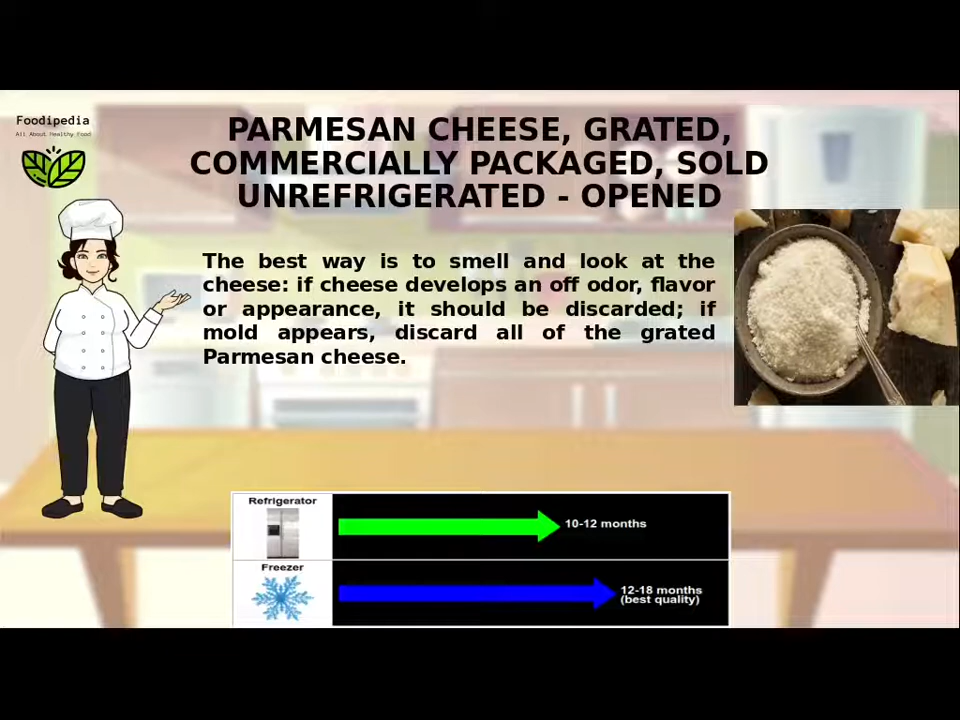 Foodipedia
All About Healthy Food
PARMESAN CHEESE, GRATED,
COMMERCIALLY PACKAGED, SOLD
UNREFRIGERATED - OPENED
The best way is to smell and look at the
cheese: if cheese develops an off odor, flavor
or appearance, it should be discarded; if
mold appears, discard all of the grated
Parmesan cheese.
Refrigerator
10-12 months
Freezer
12-18 months
(best quality)